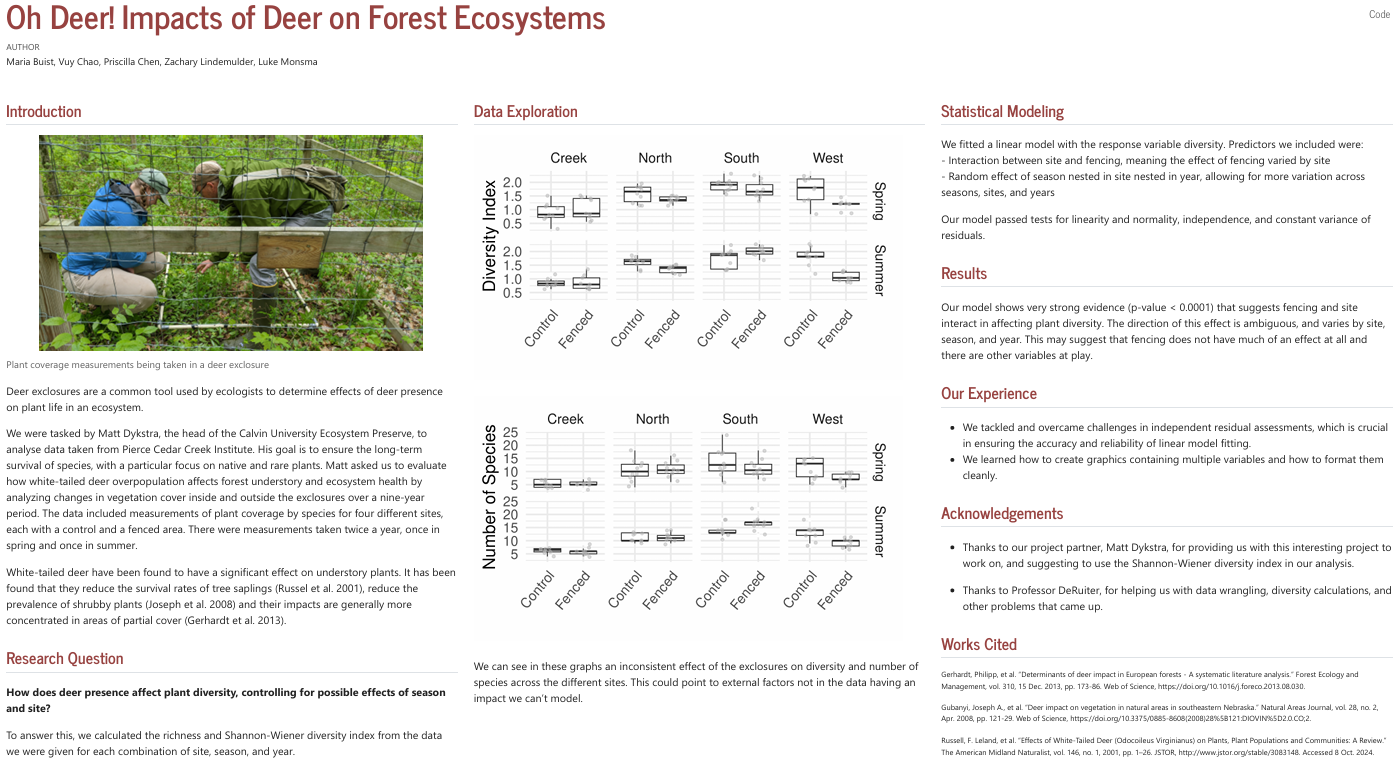 Oh Deer! Impacts of Deer on Forest Ecosystems
Code
AUTHOR
Maria Buist, Vuy Chao, Priscilla Chen, Zachary Lindemulder, Luke Monsma
Introduction
Plant coverage measurements being taken in a deer exclosure
Deer exclosures are a common tool used by ecologists to determine effects of deer presence
on plant life in an ecosystem.
We were tasked by Matt Dykstra, the head of the Calvin University Ecosystem Preserve, to
analyse data taken from Pierce Cedar Creek Institute. His goal is to ensure the long-term
survival of species, with a particular focus on native and rare plants. Matt asked us to evaluate
how white-tailed deer overpopulation affects forest understory and ecosystem health by
analyzing changes in vegetation cover inside and outside the exclosures over a nine-year
period. The data included measurements of plant coverage by species for four different sites,
each with a control and a fenced area. There were measurements taken twice a year, once in
spring and once in summer.
White-tailed deer have been found to have a significant effect on understory plants. It has been
found that they reduce the survival rates of tree saplings (Russel et al. 2001), reduce the
prevalence of shrubby plants (Joseph et al. 2008) and their impacts are generally more
concentrated in areas of partial cover (Gerhardt et al. 2013).
Research Question
How does deer presence affect plant diversity, controlling for possible effects of season
and site?
To answer this, we calculated the richness and Shannon-Wiener diversity index from the data
we were given for each combination of site, season, and year.
Data Exploration
Creek North South West
Diversity Index
2.0
1.5
1.0
0.5
Spring
2.0
1.5
1.0
0.5
Summer
Control Fenced Control Fenced Control Fenced Control Fenced
Creek North South West
Number of Species
25
20
15
10
5
Spring
25
20
15
10
5
Summer
Control Fenced Control Fenced Control Fenced Control Fenced
We can see in these graphs an inconsistent effect of the exclosures on diversity and number of
species across the different sites. This could point to external factors not in the data having an
impact we can't model.
Statistical Modeling
We fitted a linear model with the response variable diversity. Predictors we included were:
- Interaction between site and fencing, meaning the effect of fencing varied by site
- Random effect of season nested in site nested in year, allowing for more variation across
seasons, sites, and years
Our model passed tests for linearity and normality, independence, and constant variance of
residuals.
Results
Our model shows very strong evidence (p-value < 0.0001) that suggests fencing and site
interact in affecting plant diversity. The direction of this effect is ambiguous, and varies by site,
season, and year. This may suggest that fencing does not have much of an effect at all and
there are other variables at play.
Our Experience
• We tackled and overcame challenges in independent residual assessments, which is crucial
in ensuring the accuracy and reliability of linear model fitting.
• We learned how to create graphics containing multiple variables and how to format them
cleanly.
Acknowledgements
• Thanks to our project partner, Matt Dykstra, for providing us with this interesting project to
work on, and suggesting to use the Shannon-Wiener diversity index in our analysis.
• Thanks to Professor DeRuiter, for helping us with data wrangling, diversity calculations, and
other problems that came up.
Works Cited
Gerhardt, Philipp, et al. "Determinants of deer impact in European forests - A systematic literature analysis." Forest Ecology and
Management, vol. 310, 15 Dec. 2013, pp. 173-86. Web of Science, https://doi.org/10.1016/j.foreco.2013.08.030.
Gubanyi, Joseph A., et al. "Deer impact on vegetation in natural areas in southeastern Nebraska." Natural Areas Journal, vol. 28, no. 2,
Apr. 2008, pp. 121-29. Web of Science, https://doi.org/10.3375/0885-8608(2008)28%5B121:DIOVIN%5D2.0.CO;2.
Russell, F. Leland, et al. "Effects of White-Tailed Deer (Odocoileus Virginianus) on Plants, Plant Populations and Communities: A Review."
The American Midland Naturalist, vol. 146, no. 1, 2001, pp. 1–26. JSTOR, http://www.jstor.org/stable/3083148. Accessed 8 Oct. 2024.